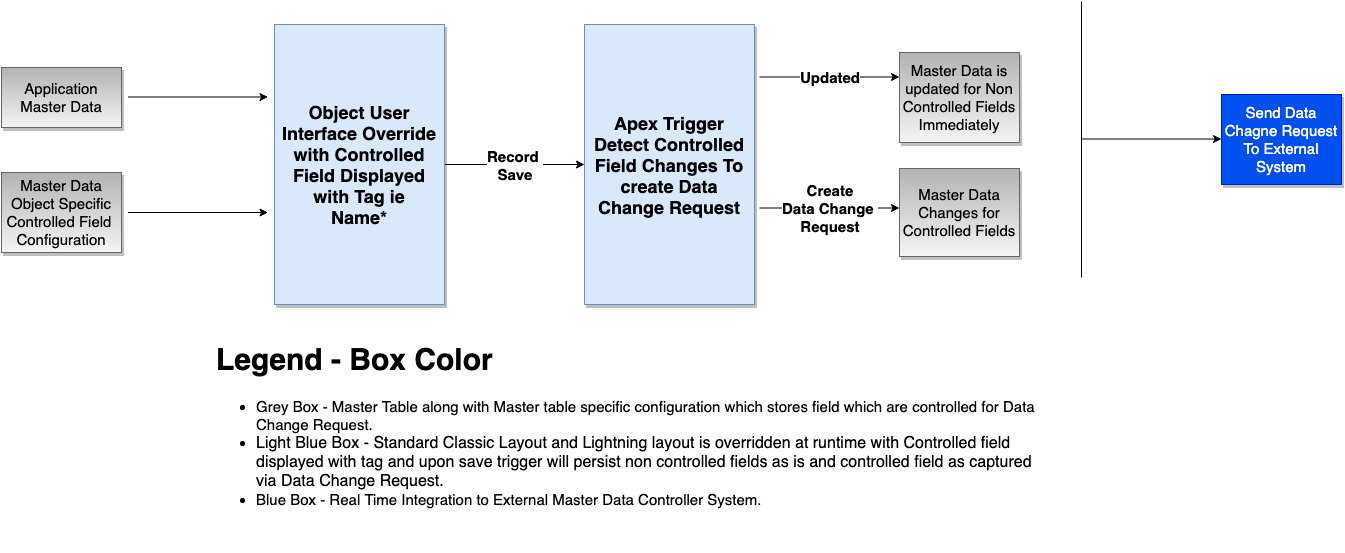 Application
Master Data
Master Data
Object Specific
Controlled Field
Configuration
Object User
Interface Override
with Controlled
Field Displayed
with Tag ie
Name*
Record
Save
Apex Trigger
Detect Controlled
Field Changes To
create Data
Change Request
Updated
Create
Data Change
Request
Master Data is
updated for Non
Controlled Fields
Immediately
Master Data
Changes for
Controlled Fields
Send Data
Chagne Request
To External
System
Legend - Box Color
• Grey Box - Master Table along with Master table specific configuration which stores field which are controlled for Data
Change Request.
• Light Blue Box - Standard Classic Layout and Lightning layout is overridden at runtime with Controlled field
displayed with tag and upon save trigger will persist non controlled fields as is and controlled field as captured
via Data Change Request.
• Blue Box - Real Time Integration to External Master Data Controller System.